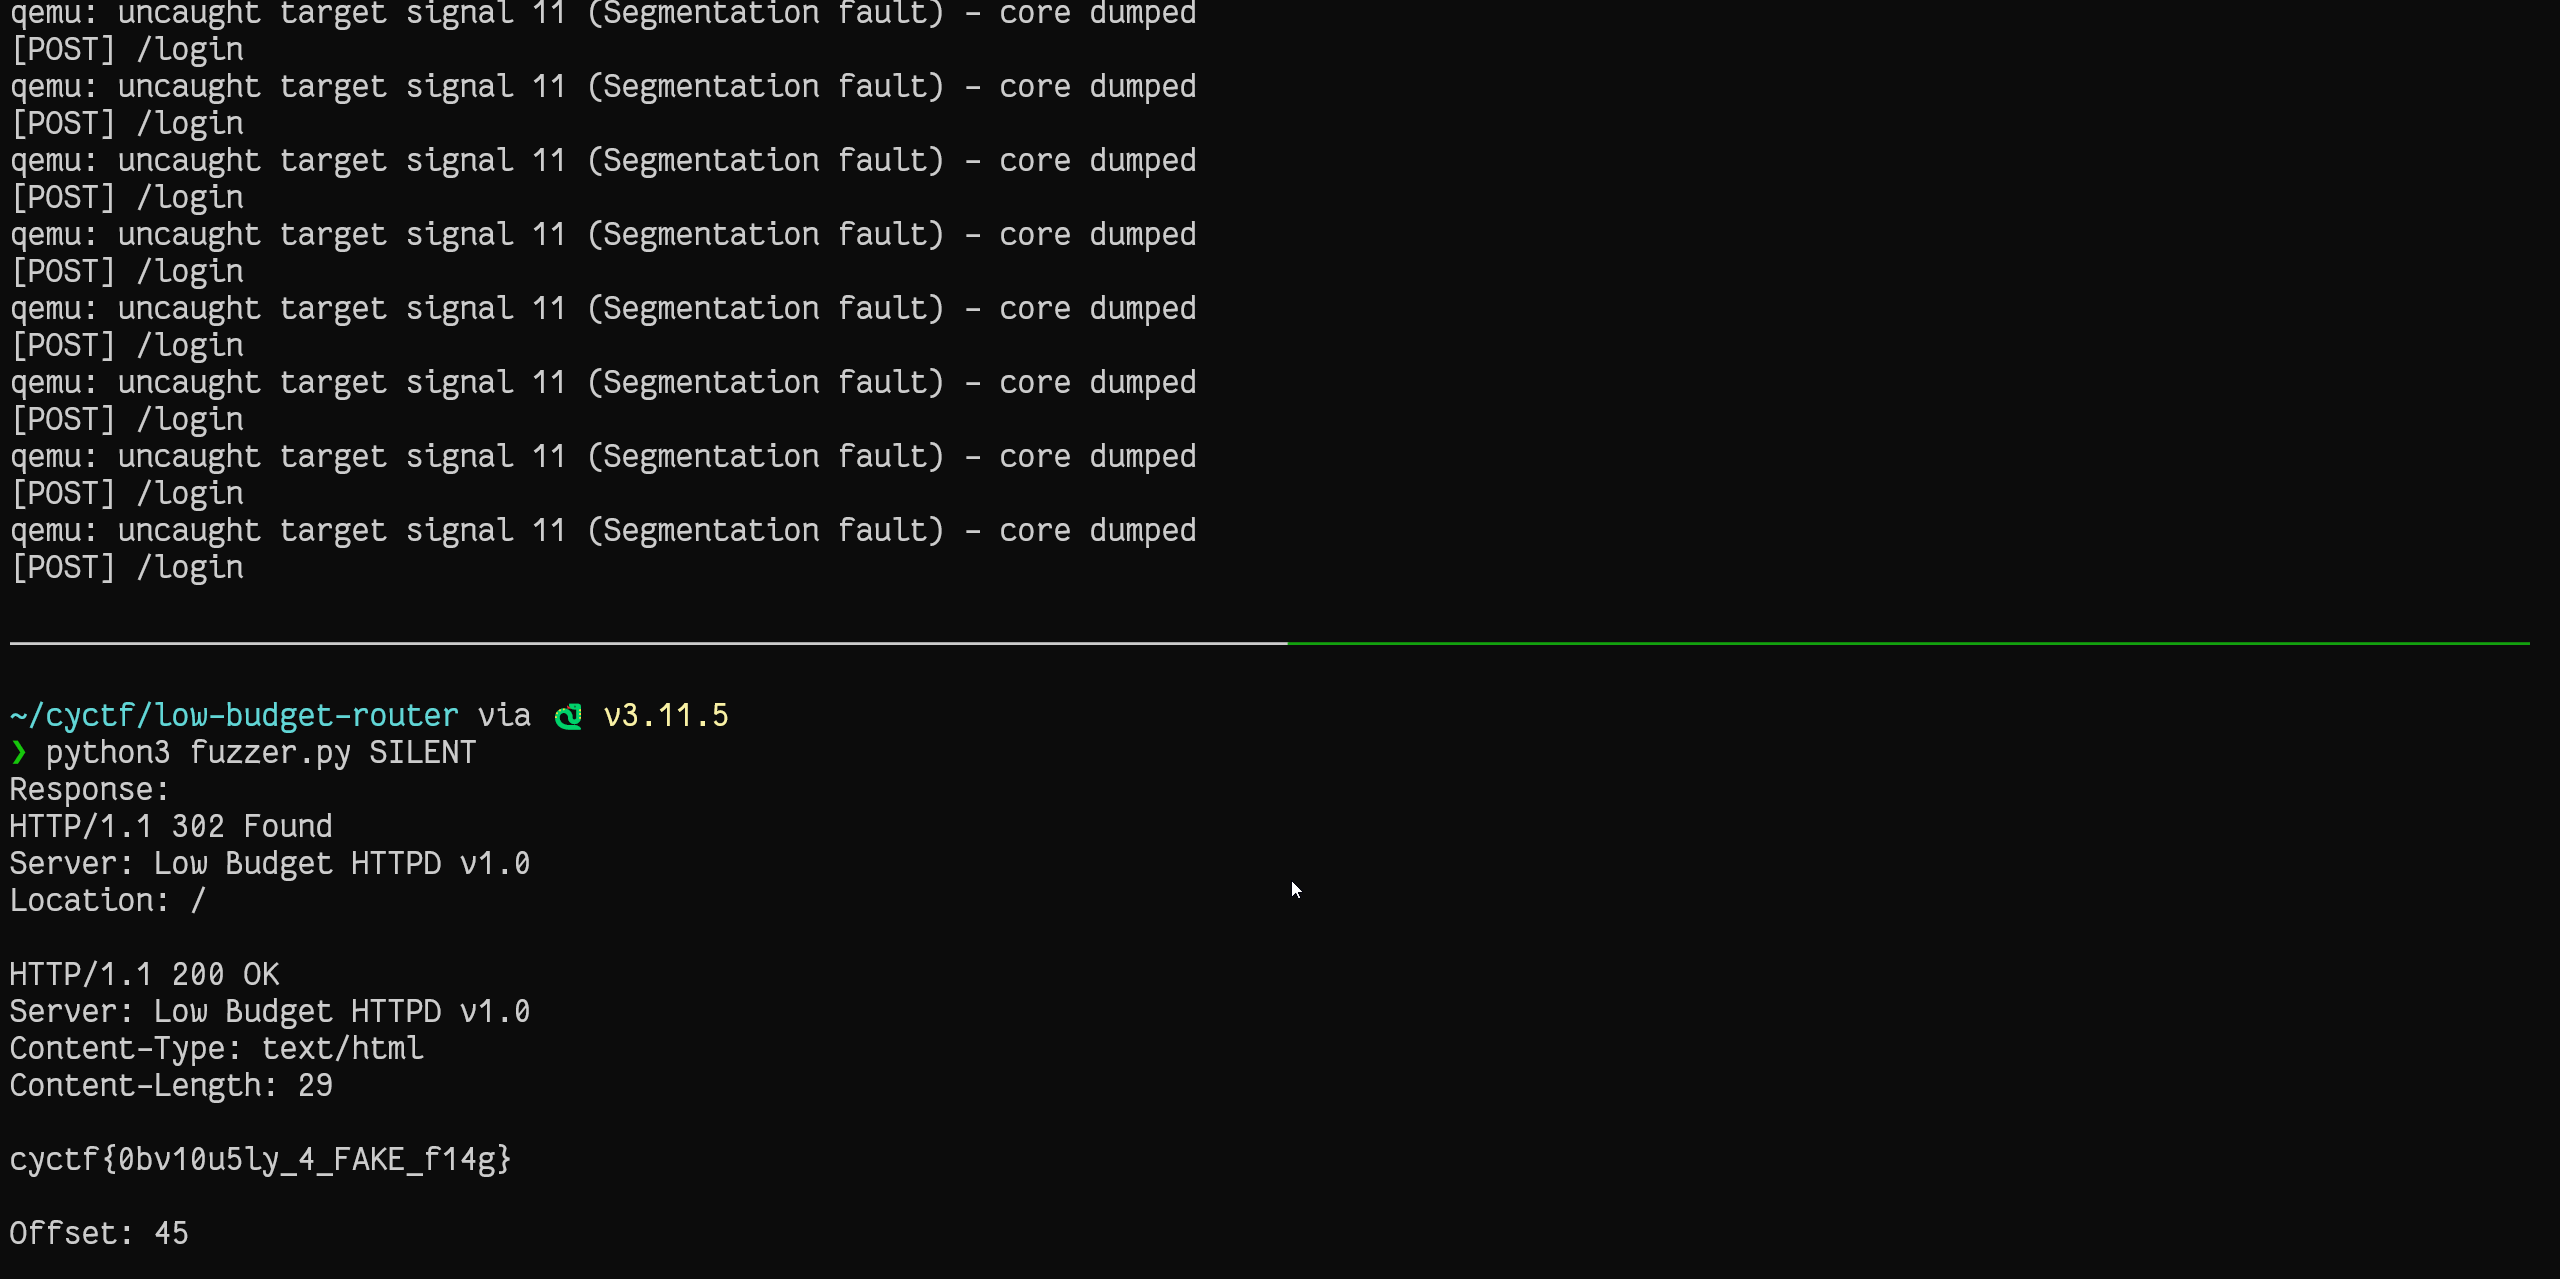 qemu: uncaught target signal 11 (Segmentation fault) - core dumped
[POST] /login
qemu: uncaught target signal 11 (Segmentation fault) - core dumped
[POST] /login
qemu: uncaught target signal 11 (Segmentation fault) - core dumped
[POST] /login
qemu: uncaught target signal 11 (Segmentation fault) - core dumped
[POST] /login
qemu: uncaught target signal 11 (Segmentation fault) - core dumped
[POST] /login
qemu: uncaught target signal 11 (Segmentation fault) - core dumped
[POST] /login
qemu: uncaught target signal 11 (Segmentation fault) - core dumped
[POST] /login
qemu: uncaught target signal 11 (Segmentation fault) - core dumped
[POST] /login
~/cyctf/low-budget-router via v3.11.5
❯ python3 fuzzer.py SILENT
Response:
HTTP/1.1 302 Found
Server: Low Budget HTTPD v1.0
Location: /
HTTP/1.1 200 OK
Server: Low Budget HTTPD v1.0
Content-Type: text/html
Content-Length: 29
cyctf{0bv10u5ly_4_FAKE_f14g}
Offset: 45